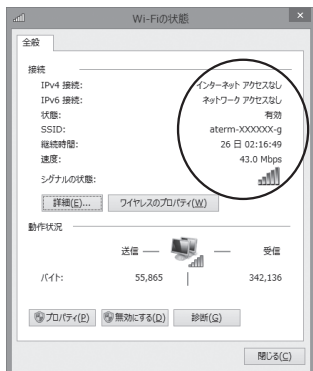 Wi-Fiの状態
×
全般
接続
IPv4 接続: インターネット アクセスなし
IPv6 接続: ネットワーク アクセスなし
状態: 有効
SSID: aterm-XXXXXX-g
継続時間: 26 日 02:16:49
速度: 43.0 Mbps
シグナルの状態:
詳細(E)... ワイヤレスのプロパティ(W)
動作状況
送信 受信
バイト: 55,865 342,136
プロパティ(P) 無効にする(D) 診断(G)
閉じる(C)